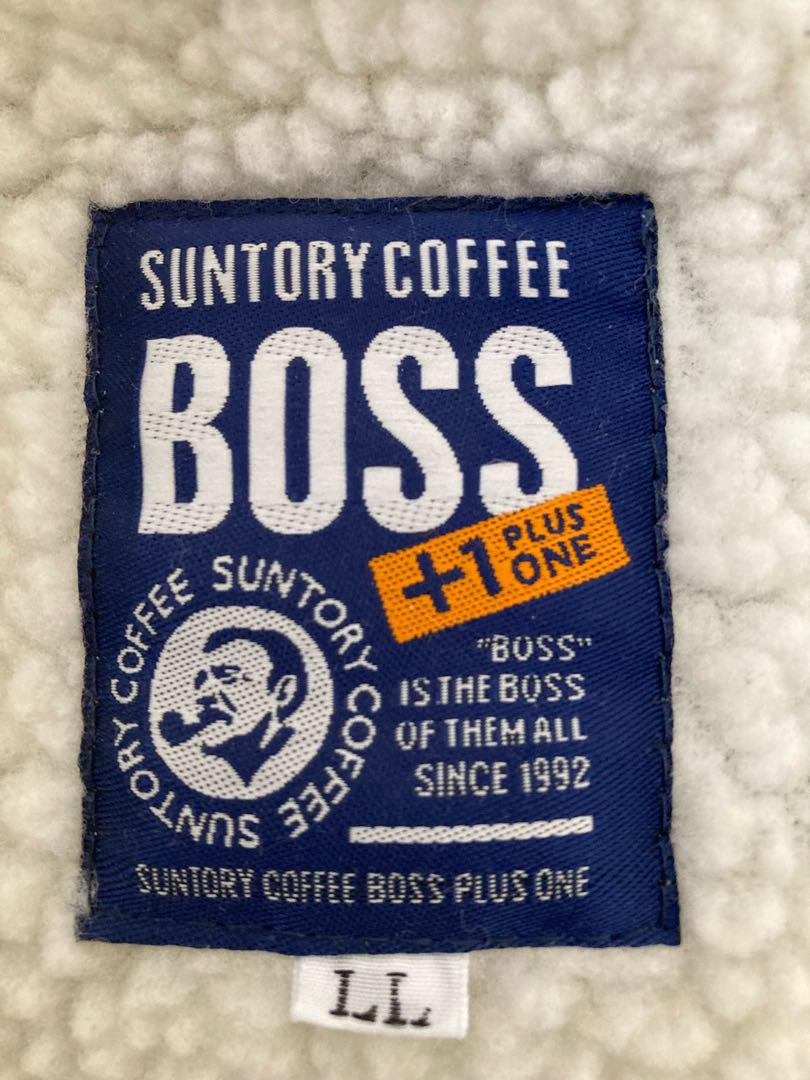 SUNTORY COFFEE
BOSS
+1 PLUS ONE
SUNTORY COFFEE SUNTORY COFFEE
"BOSS"
IS THE BOSS
OF THEM ALL
SINCE 1992
SUNTORY COFFEE BOSS PLUS ONE
LL